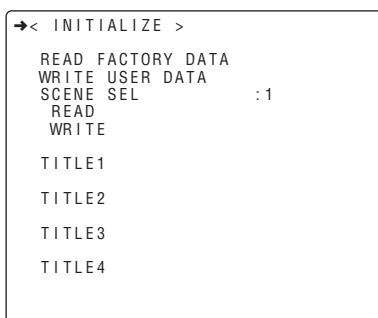 ➔< INITIALIZE >
READ FACTORY DATA
WRITE USER DATA
SCENE SEL :1
READ
WRITE
TITLE1
TITLE2
TITLE3
TITLE4